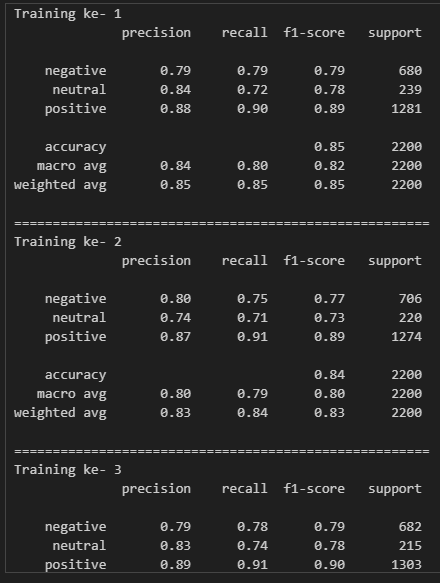 Training ke- 1
precision recall f1-score support
negative 0.79 0.79 0.79 680
neutral 0.84 0.72 0.78 239
positive 0.88 0.90 0.89 1281
accuracy 0.85 2200
macro avg 0.84 0.80 0.82 2200
weighted avg 0.85 0.85 0.85 2200
======================================================
Training ke- 2
precision recall f1-score support
negative 0.80 0.75 0.77 706
neutral 0.74 0.71 0.73 220
positive 0.87 0.91 0.89 1274
accuracy 0.84 2200
macro avg 0.80 0.79 0.80 2200
weighted avg 0.83 0.84 0.83 2200
======================================================
Training ke- 3
precision recall f1-score support
negative 0.79 0.78 0.79 682
neutral 0.83 0.74 0.78 215
positive 0.89 0.91 0.90 1303